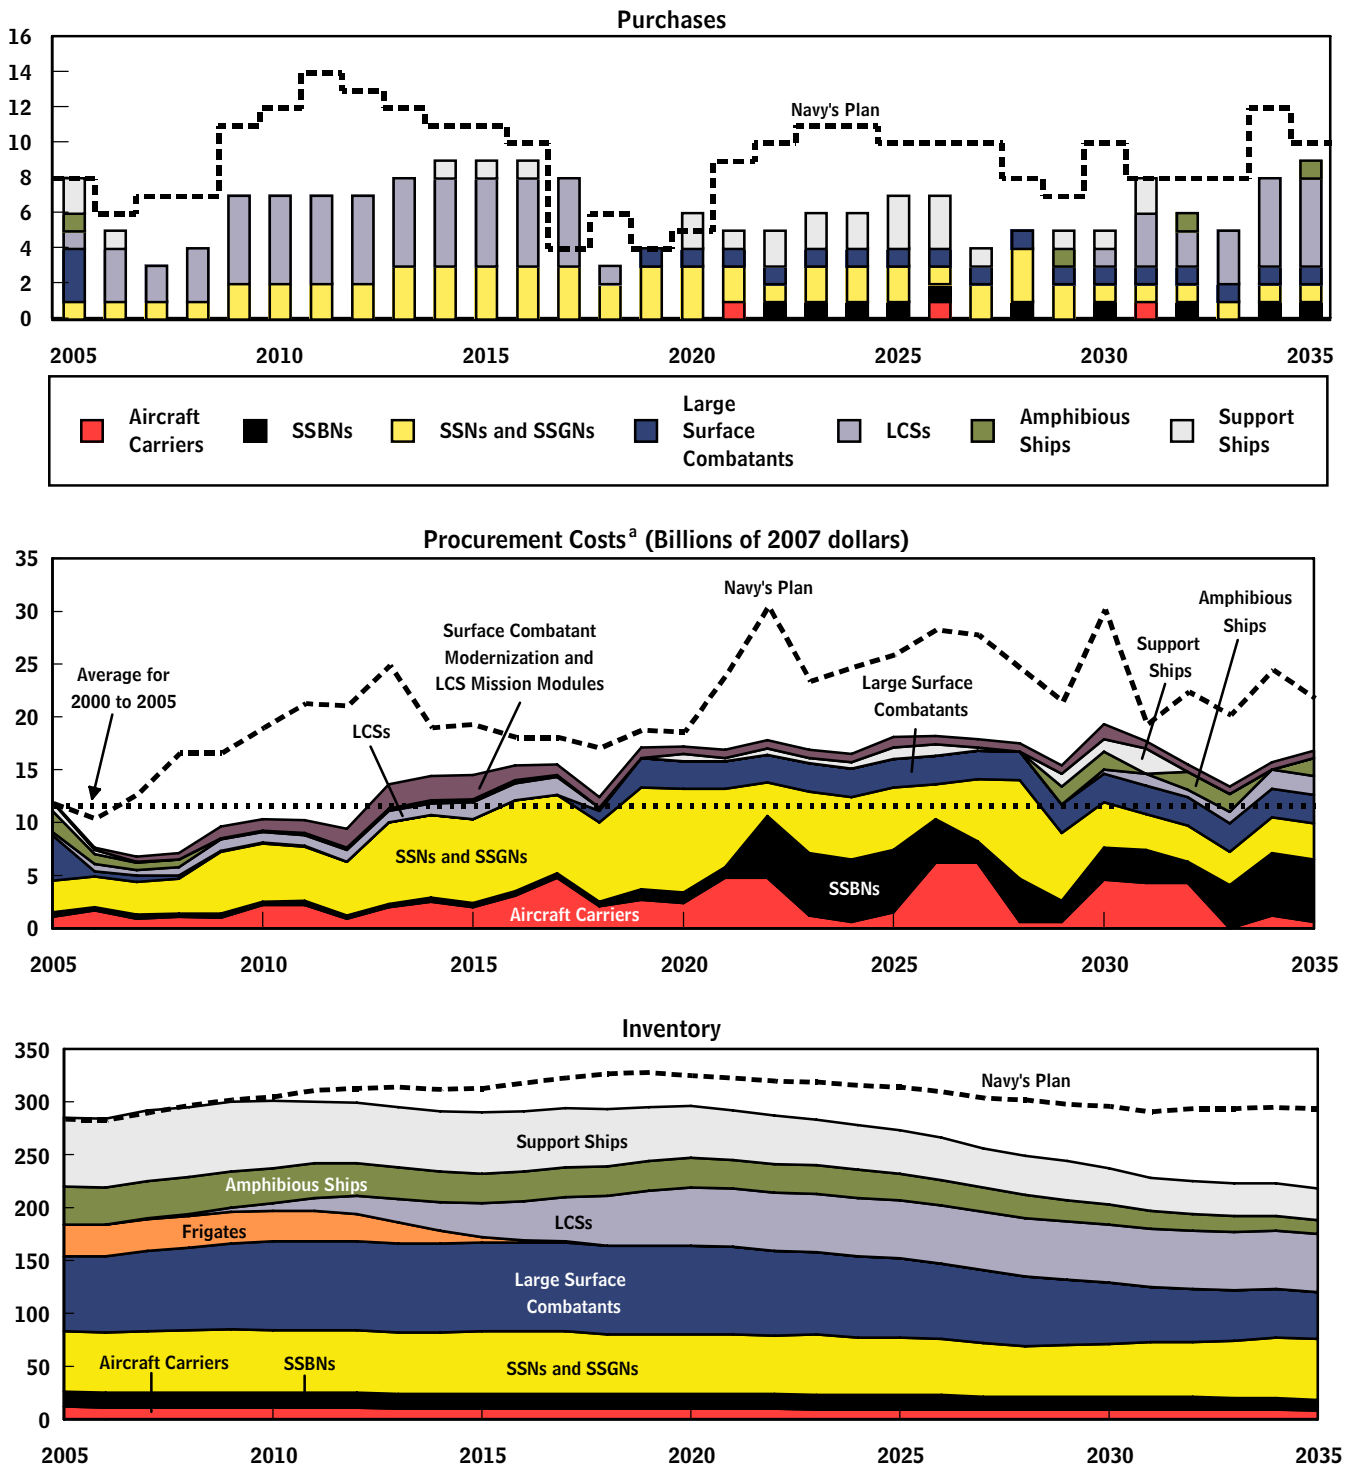 Purchases
16
14
12
10
8
6
4
2
0
Navy's Plan
2005 2010 2015 2020 2025 2030 2035
Aircraft
Carriers
SSBNs
SSNs and SSGNs
Large
Surface
Combatants
LCSs
Amphibious
Ships
Support
Ships
Procurement Costsª (Billions of 2007 dollars)
35
30
25
20
15
10
5
0
Average for
2000 to 2005
LCSs
Surface Combatant
Modernization and
LCS Mission Modules
Navy's Plan
Large Surface
Combatants
Support
Ships
Amphibious
Ships
SSNs and SSGNs
SSBNs
Aircraft Carriers
2005 2010 2015 2020 2025 2030 2035
Inventory
350
300
250
200
150
100
50
0
Navy's Plan
Support Ships
Amphibious Ships
LCSs
Frigates
Large Surface
Combatants
Aircraft Carriers
SSBNs
SSNs and SSGNs
2005 2010 2015 2020 2025 2030 2035